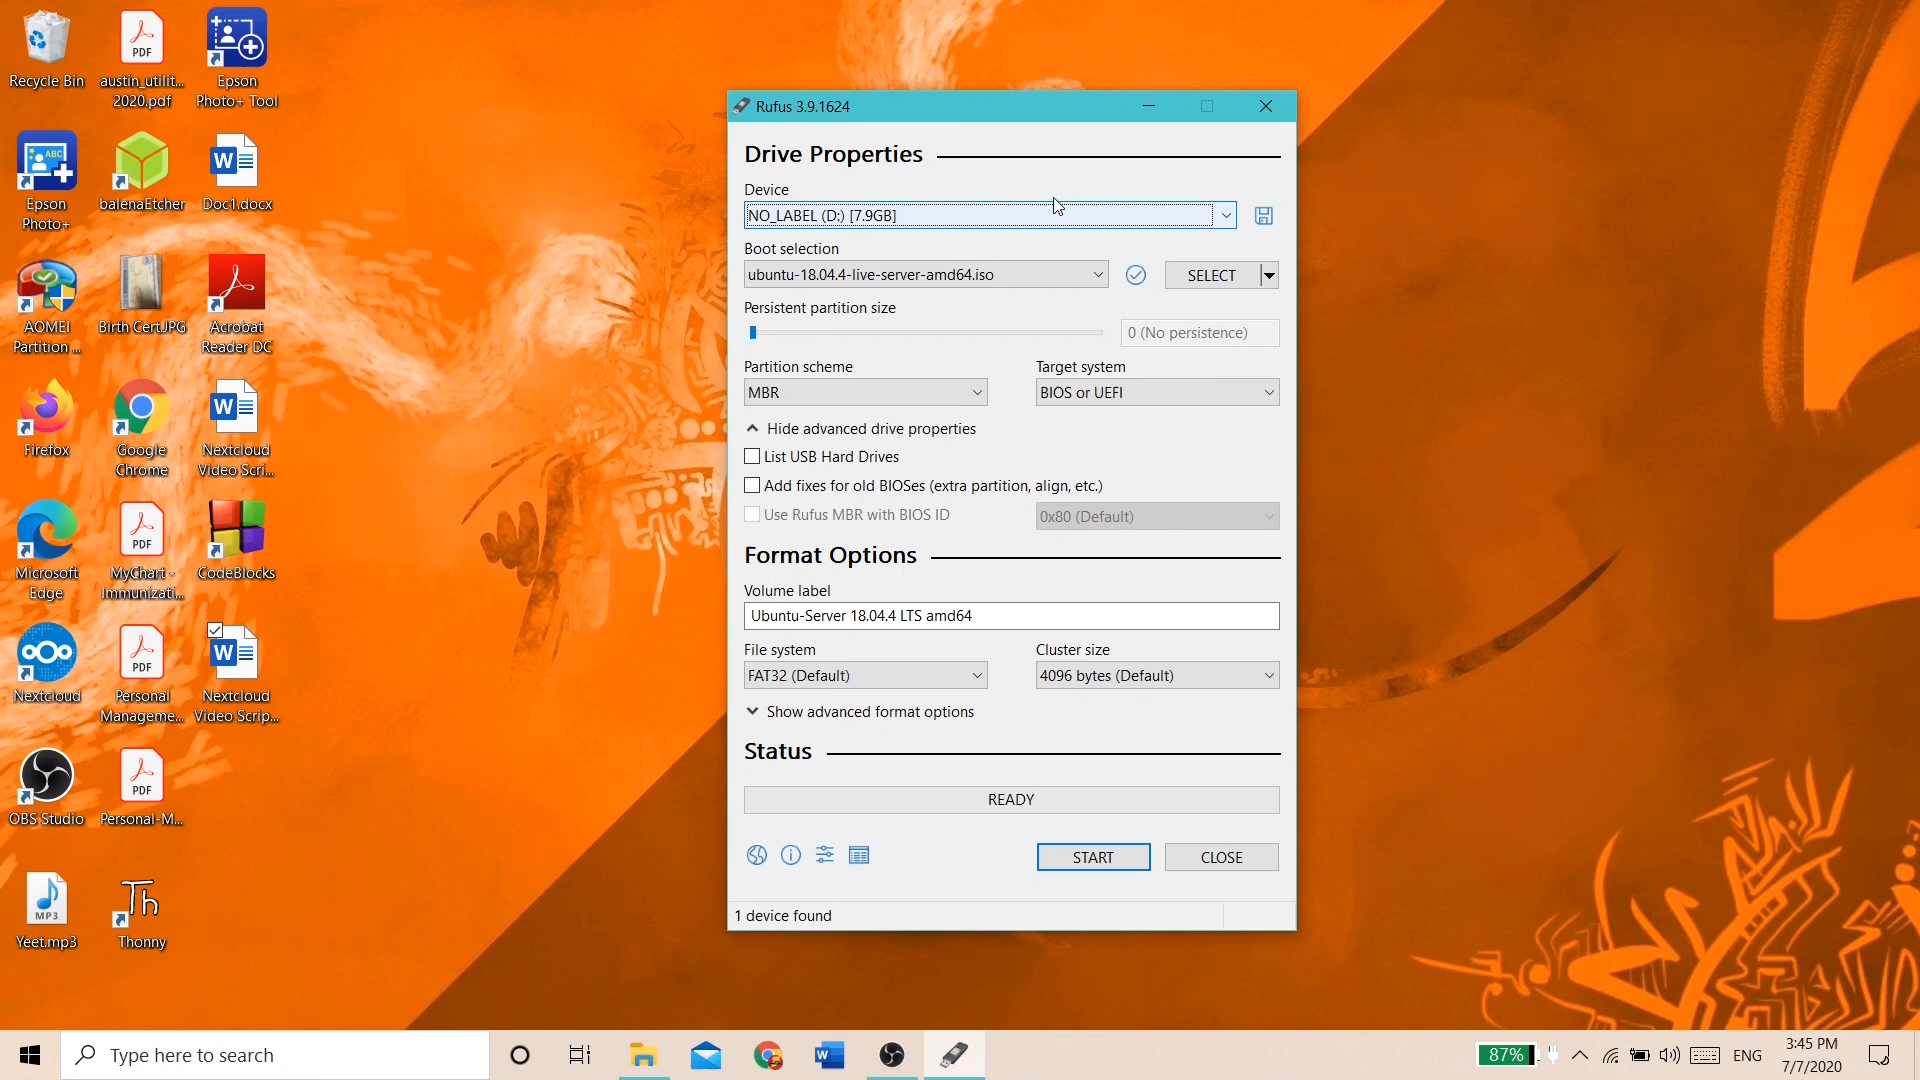 Recycle Bin
austin_utilit...
2020.pdf
Epson
Photo+ Tool
Epson
Photo+
balenaEtcher
Doc1.docx
AOMEI
Partition ...
Birth Cert.JPG
Acrobat
Reader DC
Firefox
Google
Chrome
Nextcloud
Video Scri...
Microsoft
Edge
MyChart -
Immunizati...
CodeBlocks
Nextcloud
Personal
Manageme...
Nextcloud
Video Scrip...
OBS Studio
Personal-M...
Yeet.mp3
Thonny
PDF
PDF
PDF
PDF
MP3
Th
ABC
W
W
W
Rufus 3.9.1624
Drive Properties
Device
NO_LABEL (D:) [7.9GB]
Boot selection
ubuntu-18.04.4-live-server-amd64.iso
SELECT
Persistent partition size
0 (No persistence)
Partition scheme
Target system
MBR
BIOS or UEFI
Hide advanced drive properties
List USB Hard Drives
Add fixes for old BIOSes (extra partition, align, etc.)
Use Rufus MBR with BIOS ID
0x80 (Default)
Format Options
Volume label
Ubuntu-Server 18.04.4 LTS amd64
File system
Cluster size
FAT32 (Default)
4096 bytes (Default)
Show advanced format options
Status
READY
START
CLOSE
1 device found
Type here to search
W
87%
ENG
3:45 PM
7/7/2020